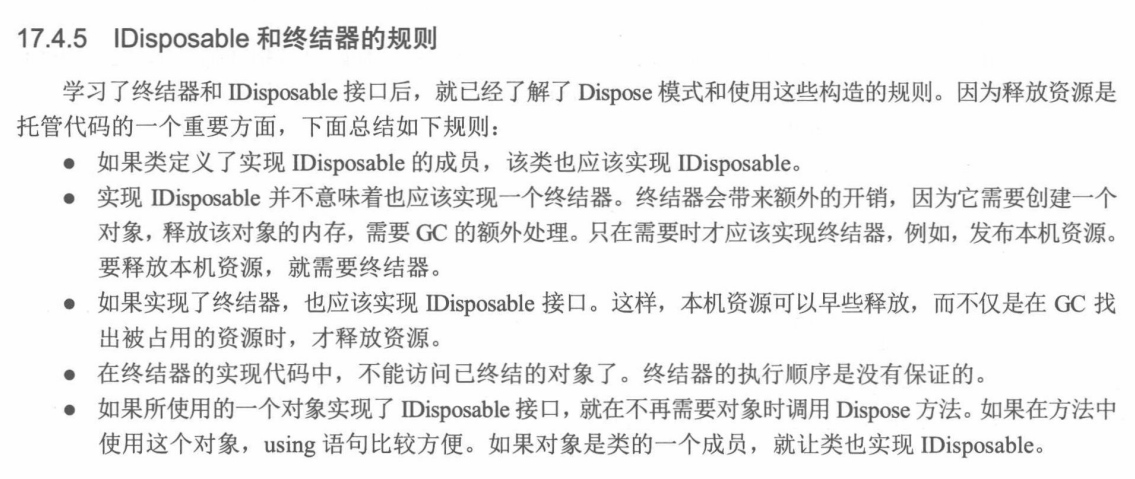 17.4.5 IDisposable 和终结器的规则
学习了终结器和 IDisposable 接口后，就已经了解了 Dispose 模式和使用这些构造的规则。因为释放资源是
托管代码的一个重要方面，下面总结如下规则：
● 如果类定义了实现 IDisposable 的成员，该类也应该实现 IDisposable。
● 实现 IDisposable 并不意味着也应该实现一个终结器。终结器会带来额外的开销，因为它需要创建一个
对象，释放该对象的内存，需要 GC 的额外处理。只在需要时才应该实现终结器，例如，发布本机资源。
要释放本机资源，就需要终结器。
● 如果实现了终结器，也应该实现 IDisposable 接口。这样，本机资源可以早些释放，而不仅是在 GC 找
出被占用的资源时，才释放资源。
● 在终结器的实现代码中，不能访问已终结的对象了。终结器的执行顺序是没有保证的。
● 如果所使用的一个对象实现了 IDisposable 接口，就在不再需要对象时调用 Dispose 方法。如果在方法中
使用这个对象，using 语句比较方便。如果对象是类的一个成员，就让类也实现 IDisposable。